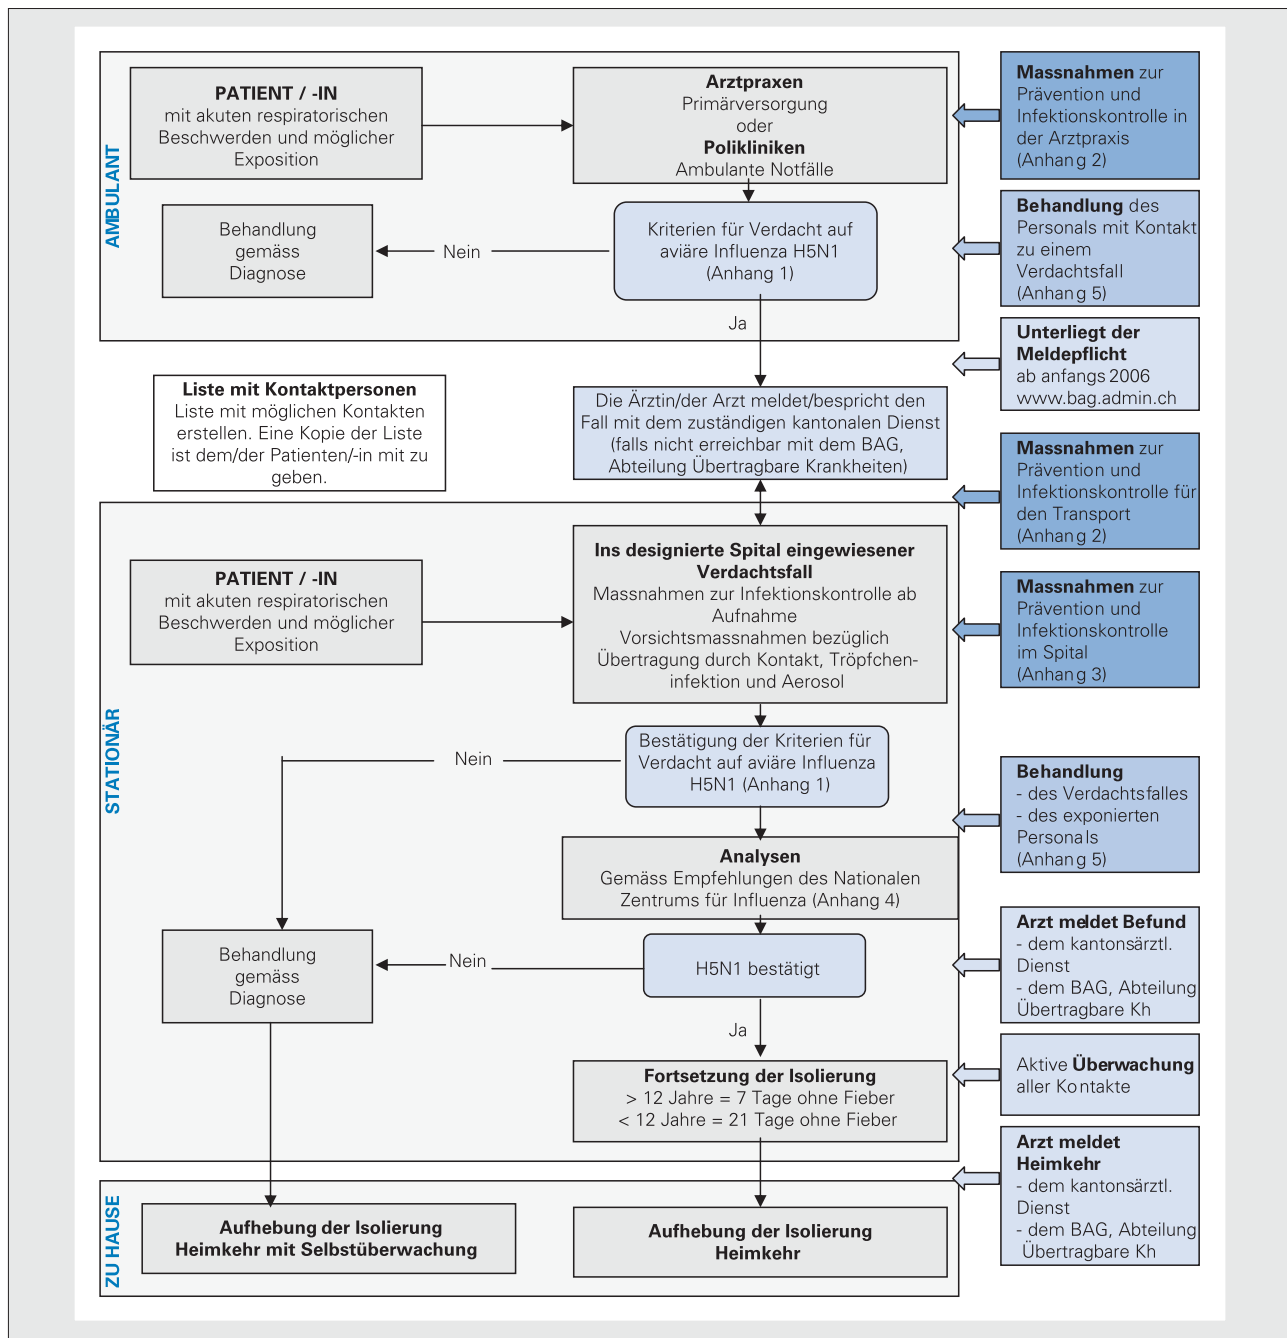 AMBULANT
PATIENT / -IN
mit akuten respiratorischen
Beschwerden und möglicher
Exposition
Arztpraxen
Primärversorgung
oder
Polikliniken
Ambulante Notfälle
Massnahmen zur
Prävention und
Infektionskontrolle in
der Arztpraxis
(Anhang 2)
Behandlung
gemäss
Diagnose
Nein
Kriterien für Verdacht auf
aviäre Influenza H5N1
(Anhang 1)
Behandlung des
Personals mit Kontakt
zu einem
Verdachtsfall
(Anhang 5)
Ja
Unterliegt der
Meldepflicht
ab anfangs 2006
www.bag.admin.ch
Liste mit Kontaktpersonen
Liste mit möglichen Kontakten
erstellen. Eine Kopie der Liste
ist dem/der Patienten/-in mit zu
geben.
Die Ärztin/der Arzt meldet/bespricht den
Fall mit dem zuständigen kantonalen Dienst
(falls nicht erreichbar mit dem BAG,
Abteilung Übertragbare Krankheiten)
Massnahmen zur
Prävention und
Infektionskontrolle für
den Transport
(Anhang 2)
STATIONÄR
PATIENT / -IN
mit akuten respiratorischen
Beschwerden und möglicher
Exposition
Ins designierte Spital eingewiesener
Verdachtsfall
Massnahmen zur Infektionskontrolle ab
Aufnahme
Vorsichtsmassnahmen bezüglich
Übertragung durch Kontakt, Tröpfchen-
infektion und Aerosol
Massnahmen zur
Prävention und
Infektionskontrolle
im Spital
(Anhang 3)
Nein
Bestätigung der Kriterien für
Verdacht auf aviäre Influenza
H5N1 (Anhang 1)
Behandlung
- des Verdachtsfalles
- des exponierten
Personals
(Anhang 5)
Analysen
Gemäss Empfehlungen des Nationalen
Zentrums für Influenza (Anhang 4)
Behandlung
gemäss
Diagnose
Nein
H5N1 bestätigt
Arzt meldet Befund
- dem kantonsärztl.
Dienst
- dem BAG, Abteilung
Übertragbare Kh
Ja
Fortsetzung der Isolierung
> 12 Jahre = 7 Tage ohne Fieber
< 12 Jahre = 21 Tage ohne Fieber
Aktive Überwachung
aller Kontakte
ZU HAUSE
Aufhebung der Isolierung
Heimkehr mit Selbstüberwachung
Aufhebung der Isolierung
Heimkehr
Arzt meldet
Heimkehr
- dem kantonsärztl.
Dienst
- dem BAG, Abteilung
Übertragbare Kh